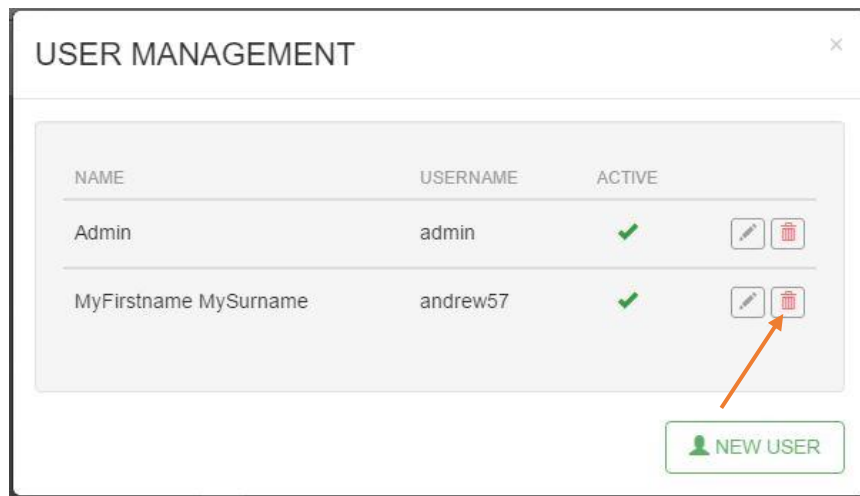 USER MANAGEMENT
NAME USERNAME ACTIVE
Admin admin
MyFirstname MySurname andrew57
NEW USER